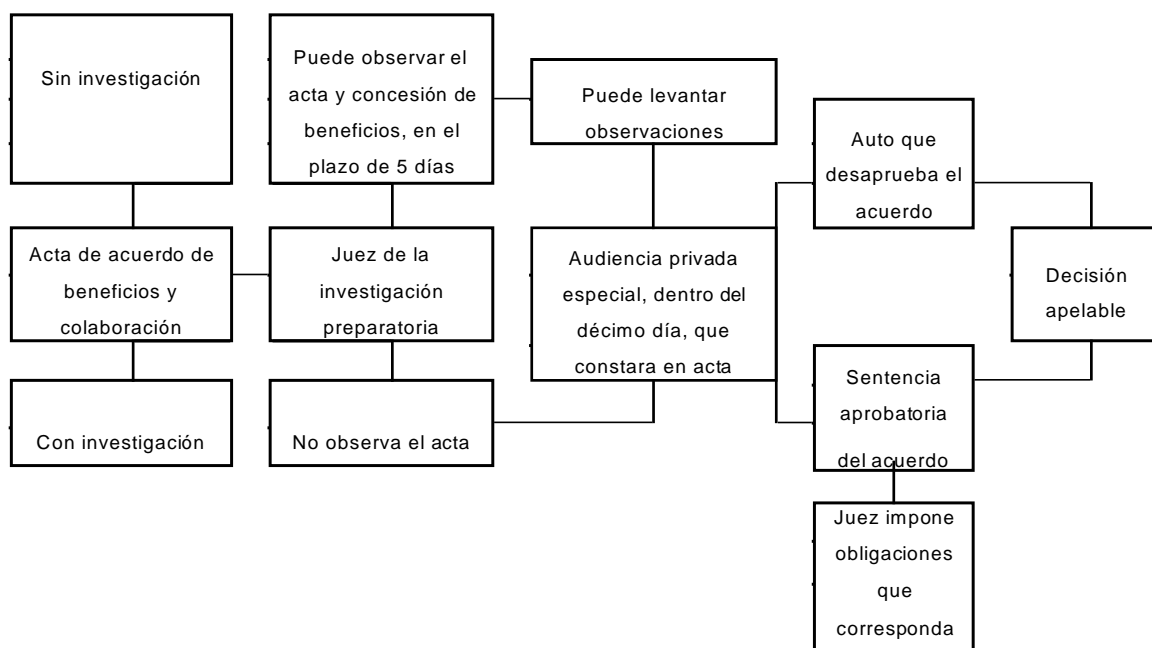 Sin investigación
Puede observar el
acta y concesión de
beneficios, en el
plazo de 5 días
Puede levantar
observaciones
Auto que
desaprueba el
acuerdo
Acta de acuerdo de
beneficios y
colaboración
Juez de la
investigación
preparatoria
Audiencia privada
especial, dentro del
décimo día, que
constara en acta
Decisión
apelable
Con investigación
No observa el acta
Sentencia
aprobatoria
del acuerdo
Juez impone
obligaciones
que
corresponda